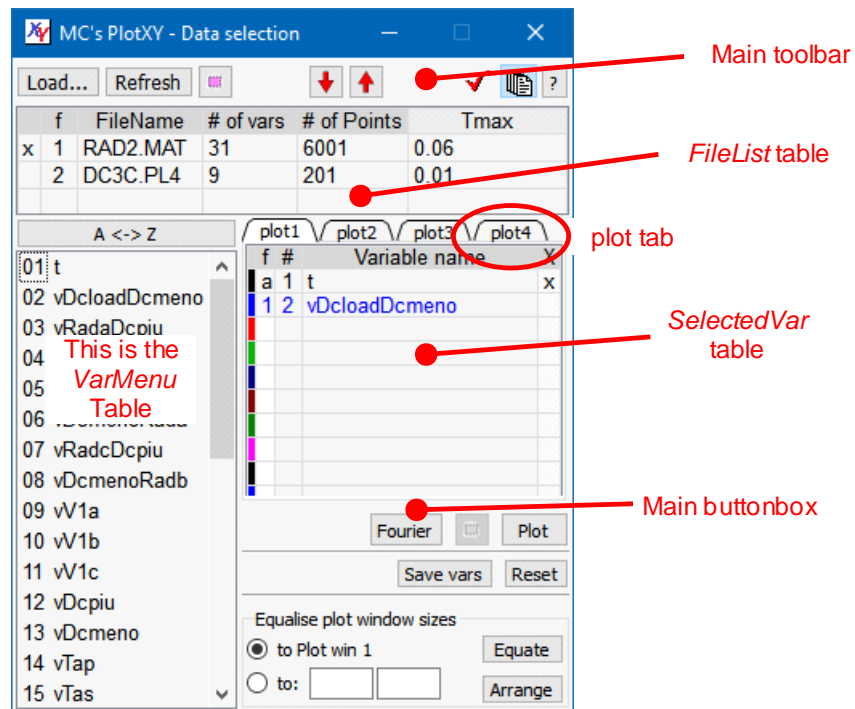 MC's PlotXY - Data selection
Main toolbar
Load... Refresh ?
f FileName # of vars # of Points Tmax
x 1 RAD2.MAT 31 6001 0.06
FileList table
2 DC3C.PL4 9 201 0.01
A <-> Z
plot1 plot2 plot3 plot4
plot tab
f # Variable name X
01 t
a 1 t x
02 vDcloadDcmeno
1 2 vDcloadDcmeno
03 vRadaDcpiu
SelectedVar
table
04
This is the
VarMenu
Table
05
06
07 vRadcDcpiu
08 vDcmenoRadb
09 vV1a
Main buttonbox
10 vV1b
Fourier Plot
11 vV1c
Save vars Reset
12 vDcpiu
13 vDcmeno
14 vTap
15 vTas
Equalise plot window sizes
to Plot win 1 Equate
to: Arrange